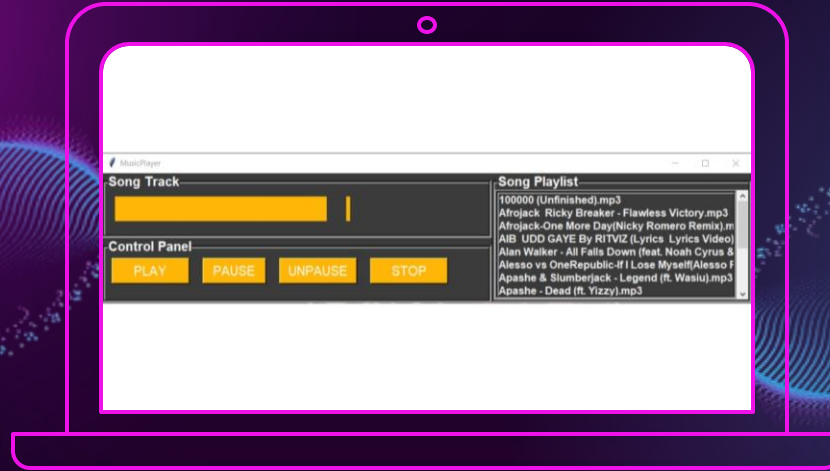 MusicPlayer
Song Track
Control Panel
PLAY
PAUSE
UNPAUSE
STOP
Song Playlist
100000 (Unfinished).mp3
Afrojack Ricky Breaker - Flawless Victory.mp3
Afrojack-One More Day(Nicky Romero Remix).m
AIB UDD GAYE By RITVIZ (Lyrics Lyrics Video)
Alan Walker - All Falls Down (feat. Noah Cyrus &
Alesso vs OneRepublic-If I Lose Myself(Alesso F
Apashe & Slumberjack - Legend (ft. Wasiu).mp3
Apashe - Dead (ft. Yizzy).mp3